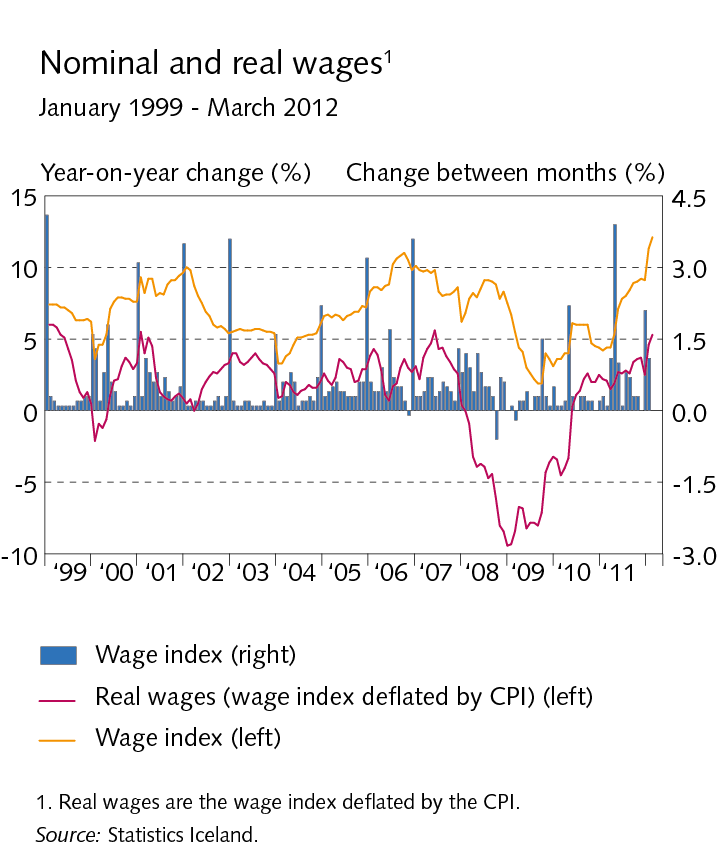 Nominal and real wages¹
January 1999 - March 2012
Year-on-year change (%) Change between months (%)
15 4.5
10 3.0
5 1.5
0 0.0
-5 -1.5
-10 -3.0
‘99 ‘00 ‘01 ‘02 ‘03 ‘04 ‘05 ‘06 ‘07 ‘08 ‘09 ‘10 ‘11
Wage index (right)
Real wages (wage index deflated by CPI) (left)
Wage index (left)
1. Real wages are the wage index deflated by the CPI.
Source: Statistics Iceland.